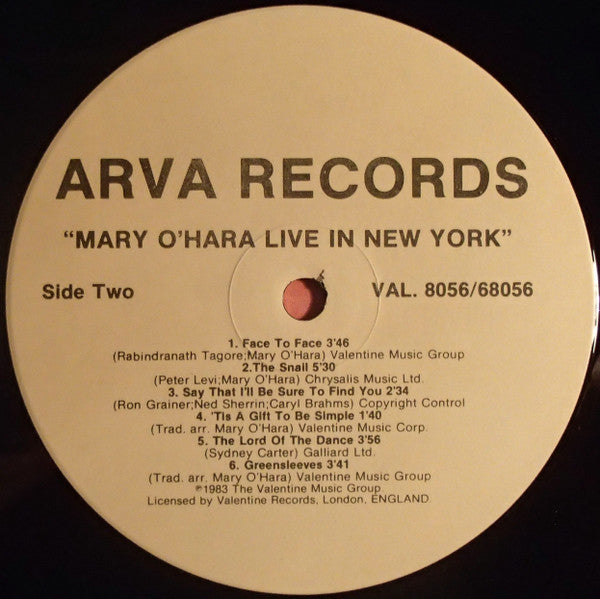 ARVA RECORDS
“MARY O’HARA LIVE IN NEW YORK”
Side Two
VAL. 8056/68056
1. Face To Face 3'46
(Rabindranath Tagore;Mary O'Hara) Valentine Music Group
2.The Snail 5'30
(Peter Levi;Mary O'Hara) Chrysalis Music Ltd.
3. Say That I'll Be Sure To Find You 2'34
(Ron Grainer;Ned Sherrin;Caryl Brahms) Copyright Control
4. 'Tis A Gift To Be Simple 1'40
(Trad. arr. Mary O'Hara) Valentine Music Corp.
5. The Lord Of The Dance 3'56
(Sydney Carter) Galliard Ltd.
6. Greensleeves 3'41
(Trad. arr. Mary O'Hara) Valentine Music Group
℗1983 The Valentine Music Group
Licensed by Valentine Records, London, ENGLAND.